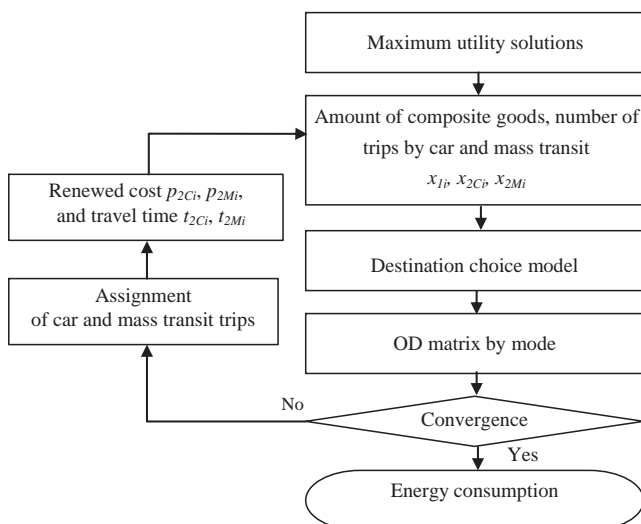 Maximum utility solutions
Amount of composite goods, number of
trips by car and mass transit
x1i, x2Ci, x2Mi
Renewed cost p2Ci, p2Mi,
and travel time t2Ci, t2Mi
Destination choice model
Assignment
of car and mass transit trips
OD matrix by mode
No
Convergence
Yes
Energy consumption